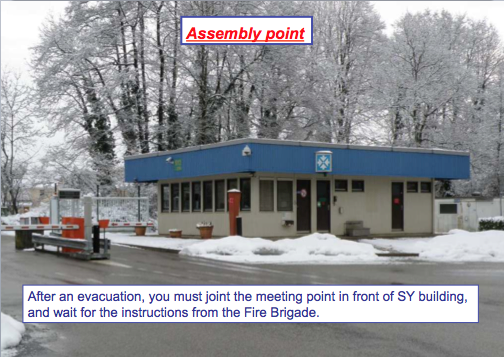 Assembly point
After an evacuation, you must joint the meeting point in front of SY building,
and wait for the instructions from the Fire Brigade.